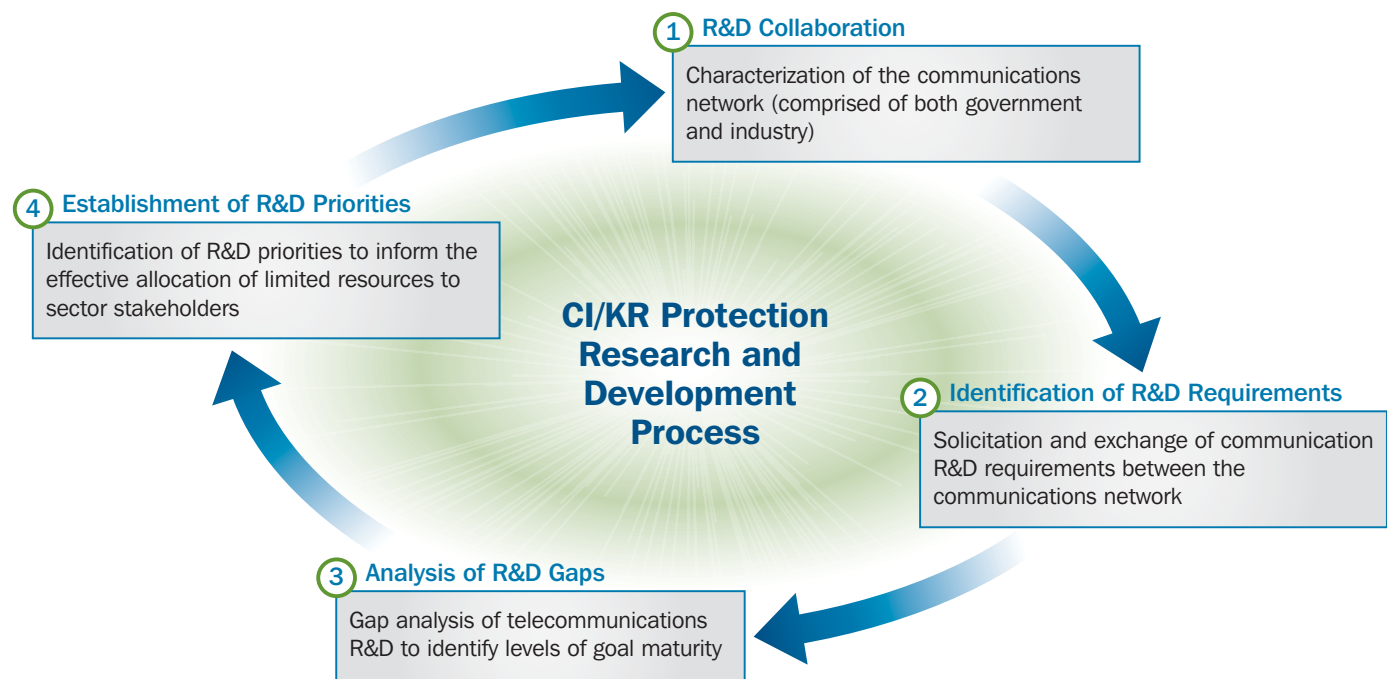 1 R&D Collaboration
Characterization of the communications
network (comprised of both government
and industry)
2 Identification of R&D Requirements
Solicitation and exchange of communication
R&D requirements between the
communications network
3 Analysis of R&D Gaps
Gap analysis of telecommunications
R&D to identify levels of goal maturity
4 Establishment of R&D Priorities
Identification of R&D priorities to inform the
effective allocation of limited resources to
sector stakeholders
CI/KR Protection
Research and
Development
Process